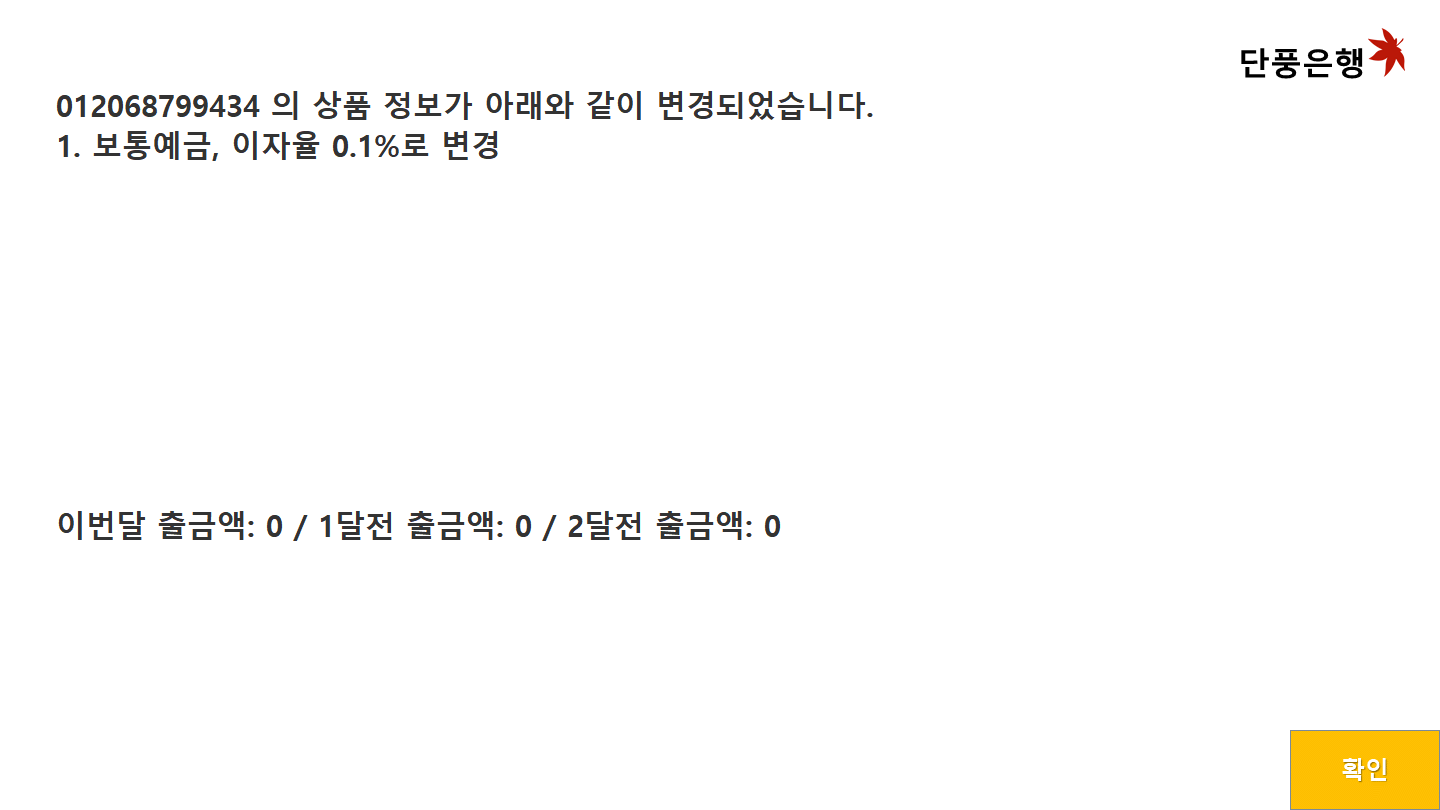 단풍은행
012068799434 의 상품 정보가 아래와 같이 변경되었습니다.
1. 보통예금, 이자율 0.1%로 변경
이번달 출금액: 0 / 1달전 출금액: 0 / 2달전 출금액: 0
확인